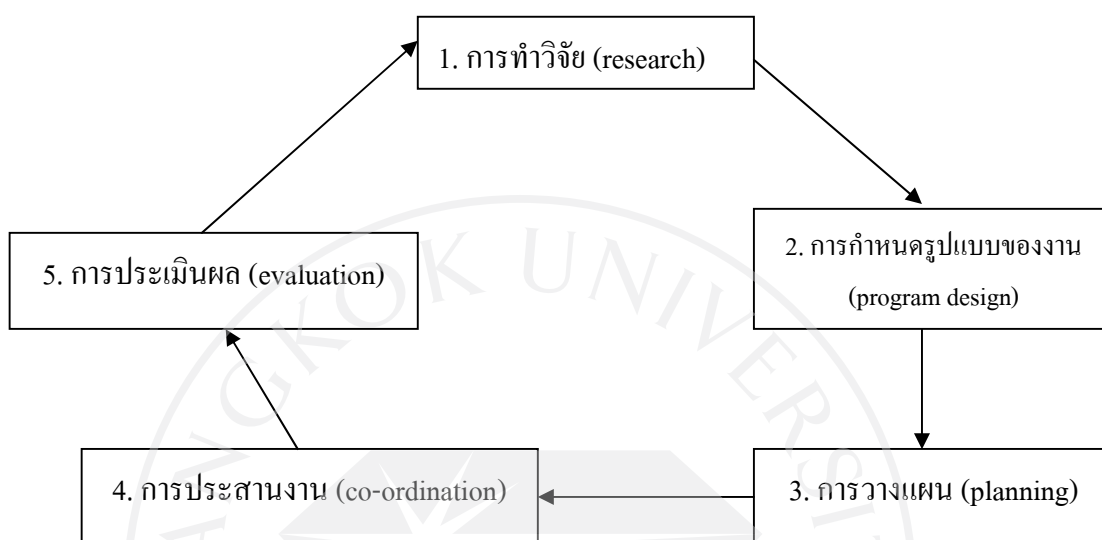 1. การทำวิจัย (research)
2. การกำหนดรูปแบบของงาน
(program design)
3. การวางแผน (planning)
4. การประสานงาน (co-ordination)
5. การประเมินผล (evaluation)
ANGKOK UNIVERSI